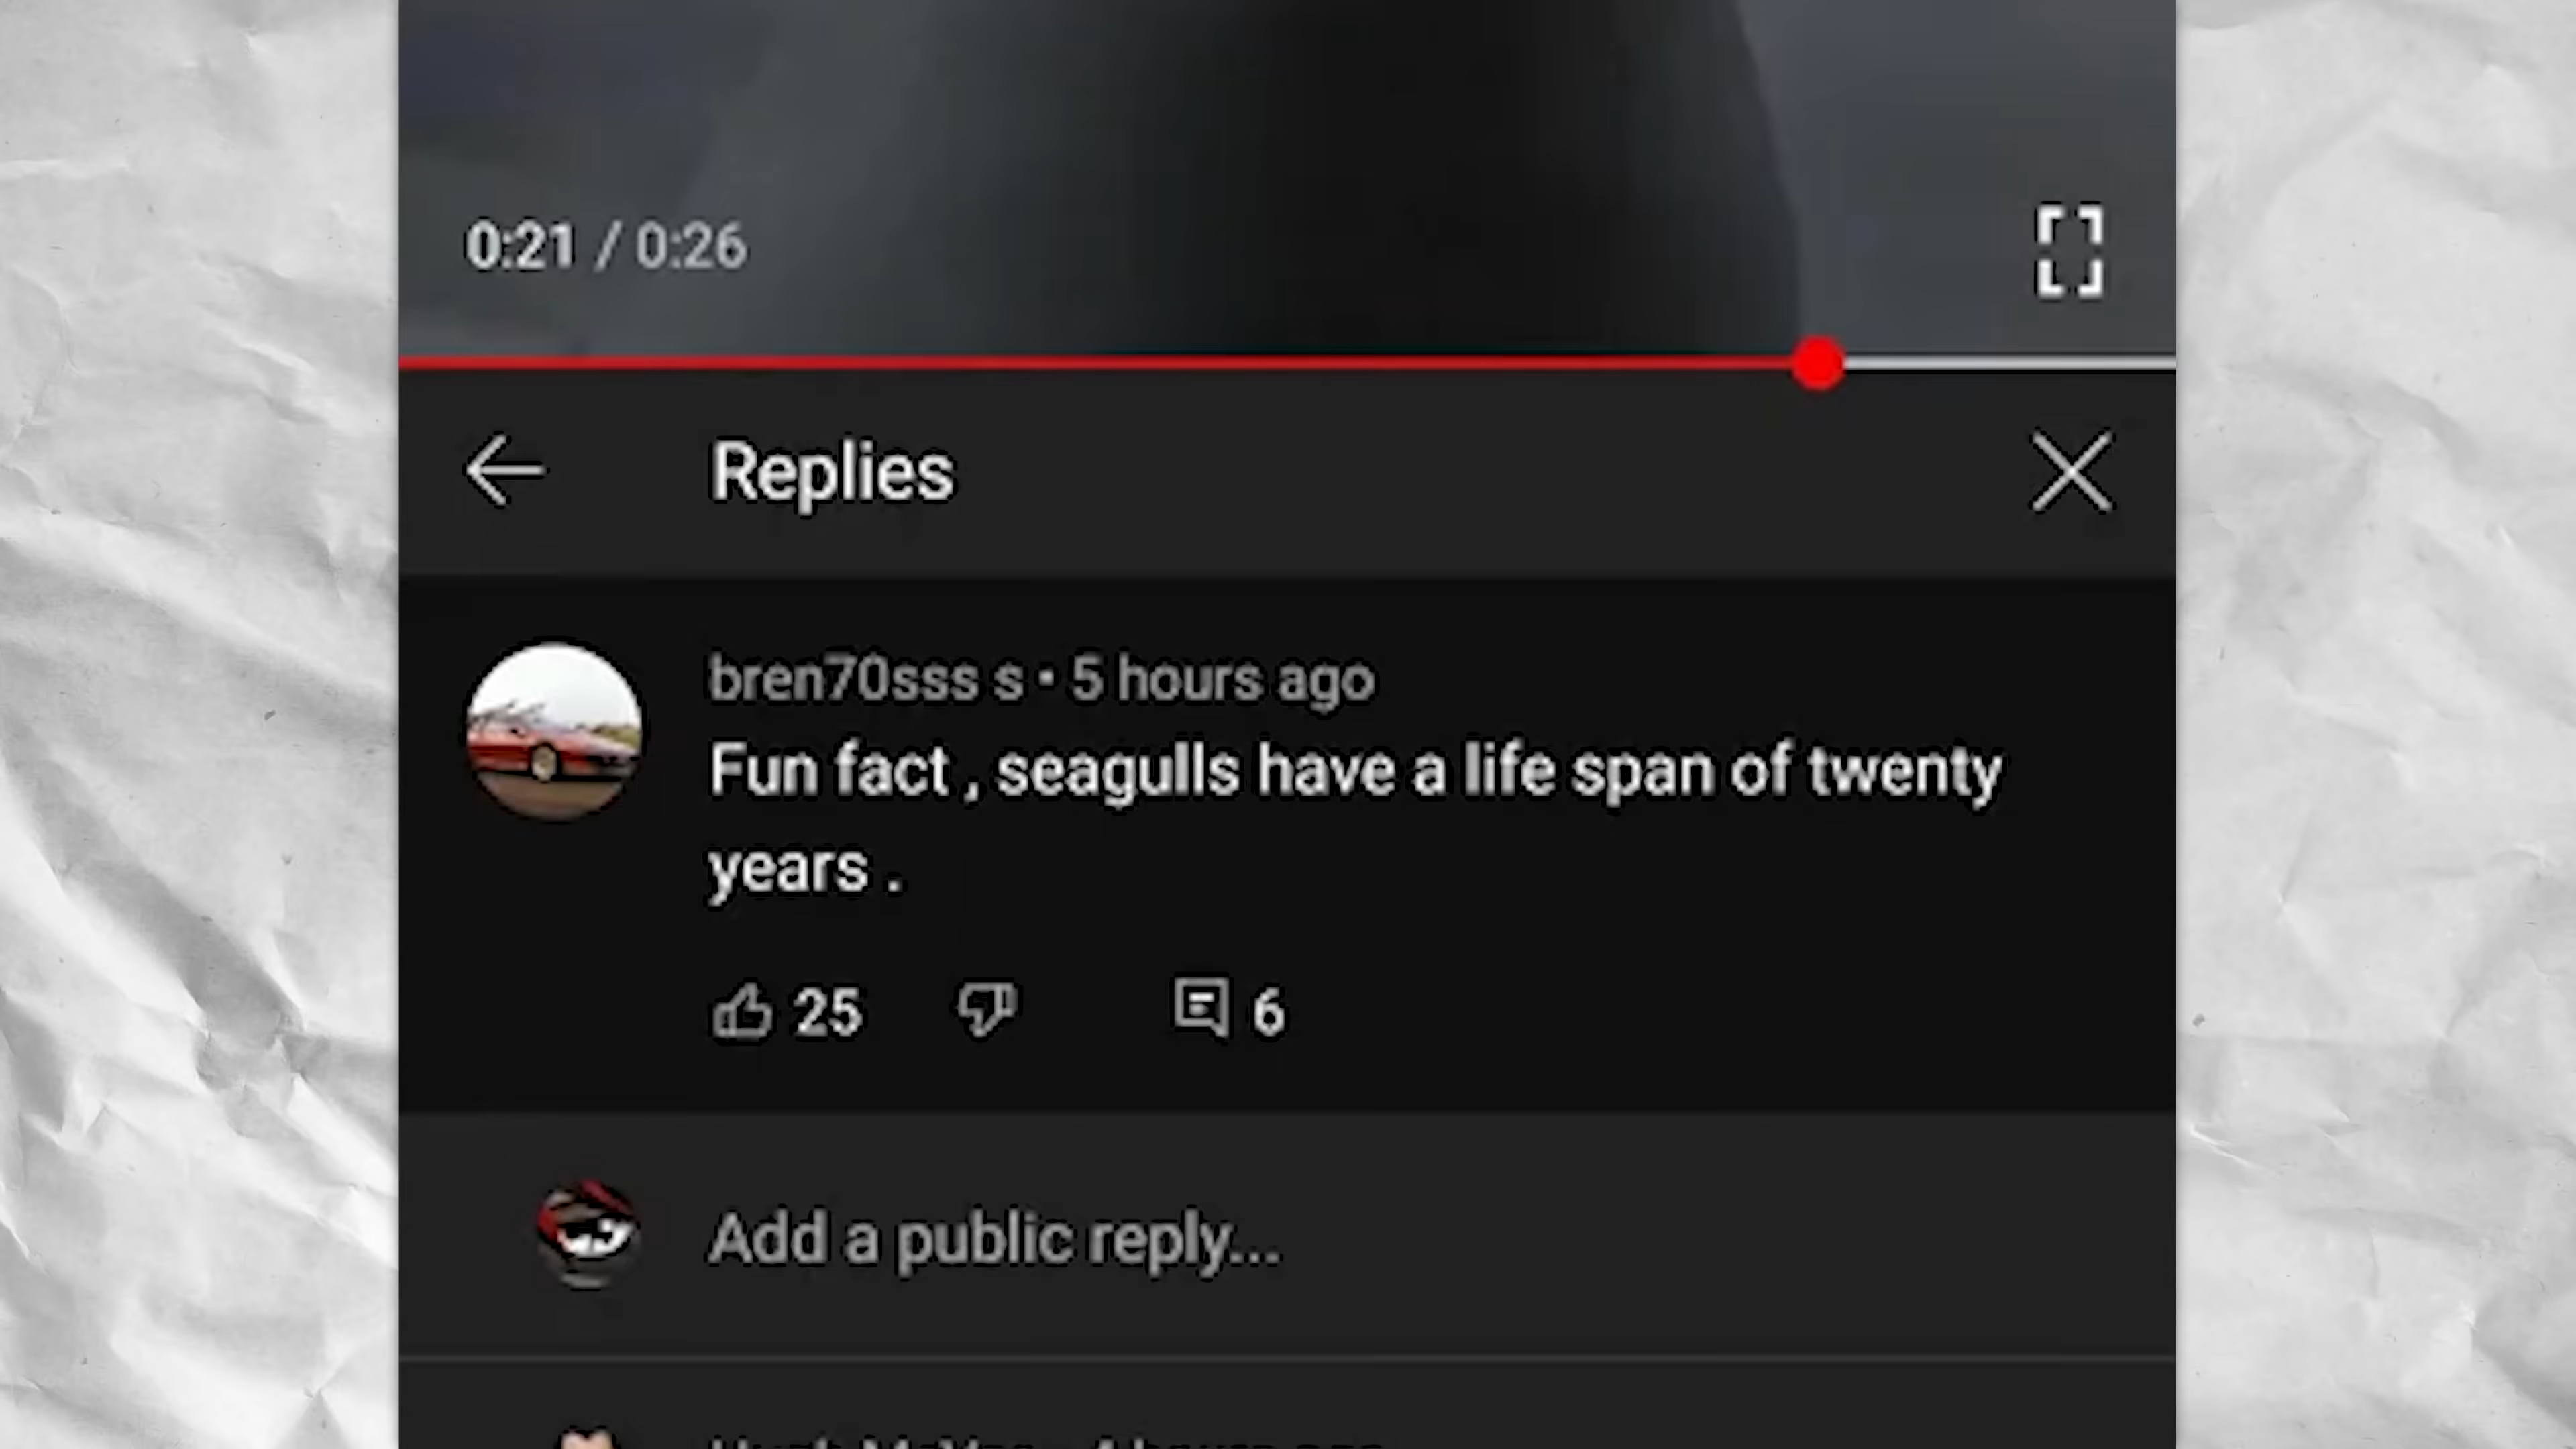 0:21 / 0:26
Replies
bren70sss s • 5 hours ago
Fun fact , seagulls have a life span of twenty
years .
25 6
Add a public reply...